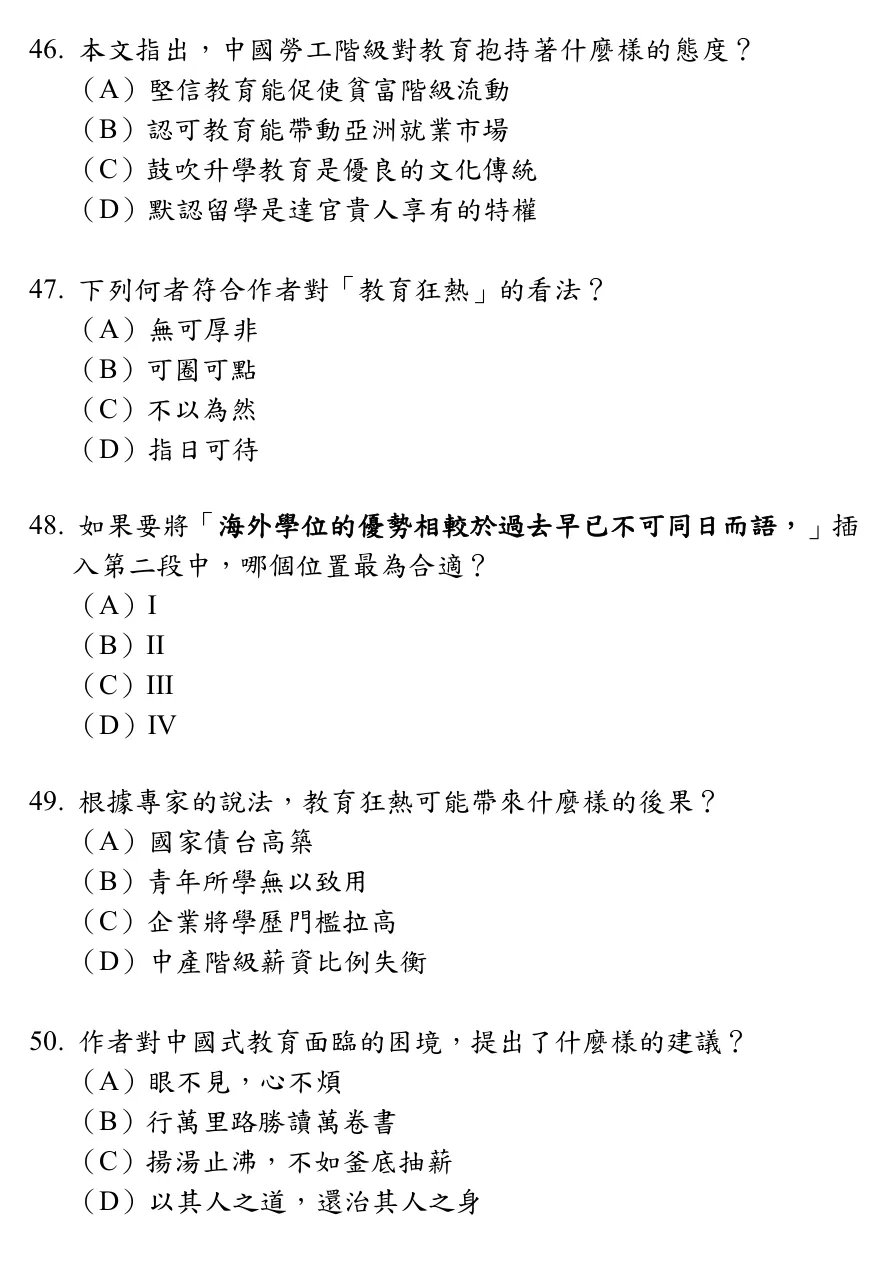 46. 本文指出，中國勞工階級對教育抱持著什麼樣的態度？
（A）堅信教育能促使貧富階級流動
（B）認可教育能帶動亞洲就業市場
（C）鼓吹升學教育是優良的文化傳統
（D）默認留學是達官貴人享有的特權
47. 下列何者符合作者對「教育狂熱」的看法？
（A）無可厚非
（B）可圈可點
（C）不以為然
（D）指日可待
48. 如果要將「海外學位的優勢相較於過去早已不可同日而語，」插
入第二段中，哪個位置最為合適？
（A）I
（B）II
（C）III
（D）IV
49. 根據專家的說法，教育狂熱可能帶來什麼樣的後果？
（A）國家債台高築
（B）青年所學無以致用
（C）企業將學歷門檻拉高
（D）中產階級薪資比例失衡
50. 作者對中國式教育面臨的困境，提出了什麼樣的建議？
（A）眼不見，心不煩
（B）行萬里路勝讀萬卷書
（C）揚湯止沸，不如釜底抽薪
（D）以其人之道，還治其人之身